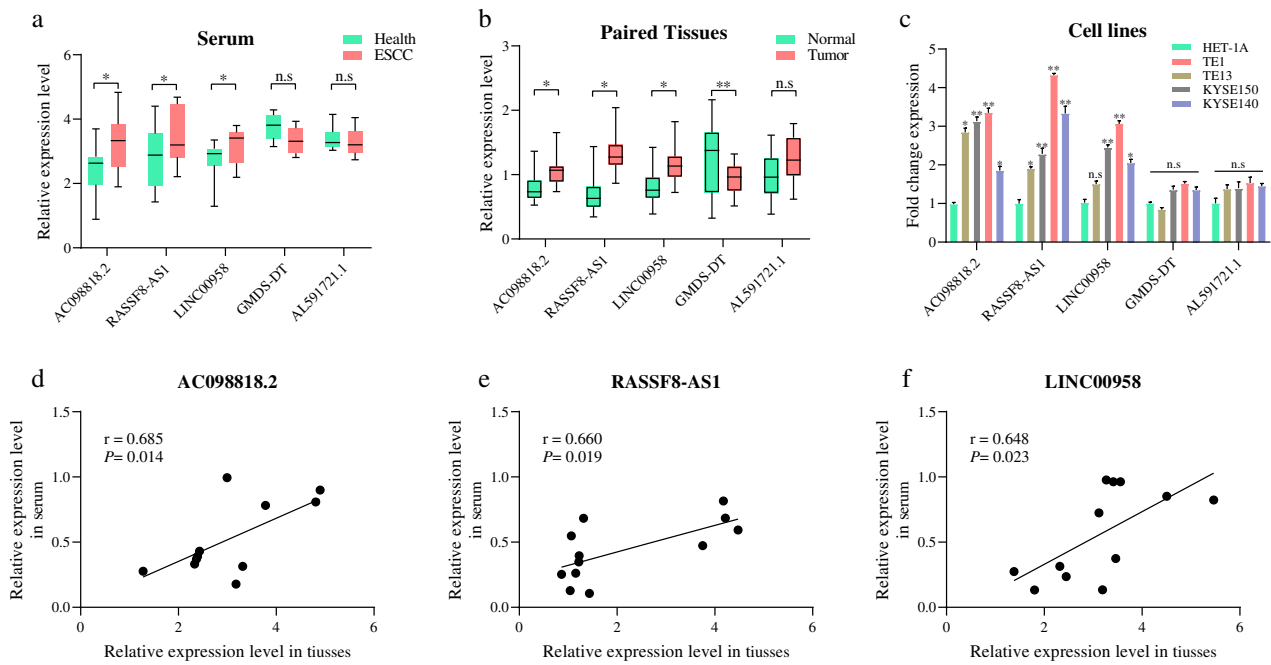 a
Serum
Health
ESCC
Relative expression level
6
4
2
0
*
*
*
n.s
n.s
AC098818.2
RASSF8-AS1
LINC00958
GMDS-DT
AL591721.1
b
Paired Tissues
Normal
Tumor
Relative expression level
3
2
1
0
*
*
*
**
n.s
AC098818.2
RASSF8-AS1
LINC00958
GMDS-DT
AL591721.1
c
Cell lines
HET-1A
TE1
TE13
KYSE150
KYSE140
Fold change expression
5
4
3
2
1
0
* ** ** *
* ** ** **
n.s ** ** *
n.s
n.s
AC098818.2
RASSF8-AS1
LINC00958
GMDS-DT
AL591721.1
d
AC098818.2
r = 0.685
P= 0.014
Relative expression level
in serum
1.5
1.0
0.5
0.0
0 2 4 6
Relative expression level in tiusses
e
RASSF8-AS1
r = 0.660
P= 0.019
Relative expression level
in serum
1.5
1.0
0.5
0.0
0 2 4 6
Relative expression level in tiusses
f
LINC00958
r = 0.648
P= 0.023
Relative expression level
in serum
1.5
1.0
0.5
0.0
0 2 4 6
Relative expression level in tiusses